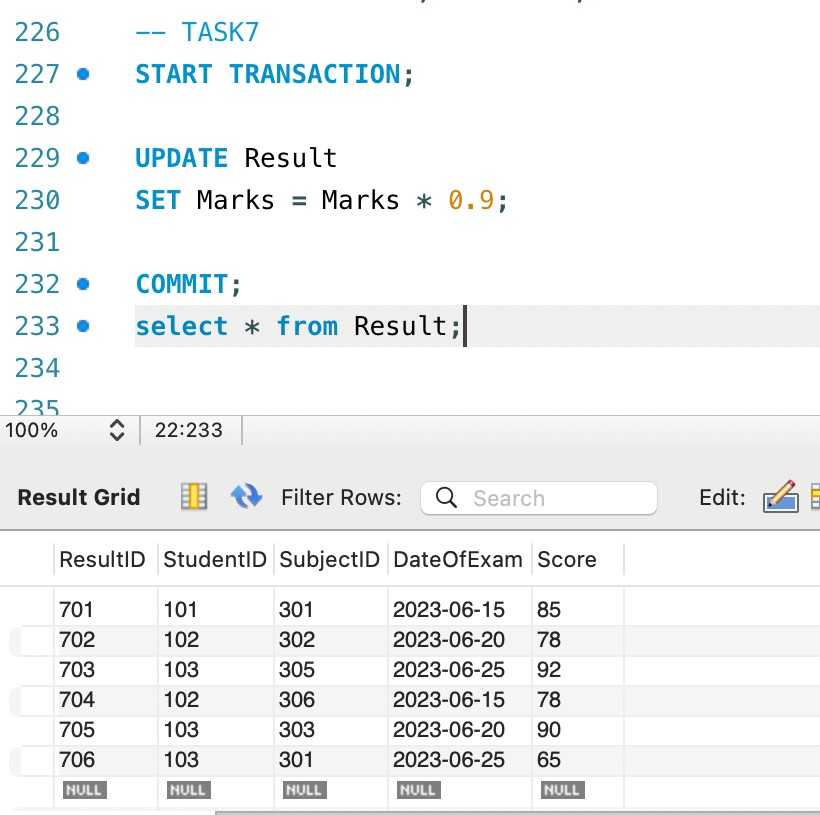 226 -- TASK7
227 START TRANSACTION;
228
229 UPDATE Result
230 SET Marks = Marks * 0.9;
231
232 COMMIT;
233 select * from Result;
234
235
100% 22:233
Result Grid Filter Rows: Search Edit:
ResultID StudentID SubjectID DateOfExam Score
701 101 301 2023-06-15 85
702 102 302 2023-06-20 78
703 103 305 2023-06-25 92
704 102 306 2023-06-15 78
705 103 303 2023-06-20 90
706 103 301 2023-06-25 65
NULL NULL NULL NULL NULL